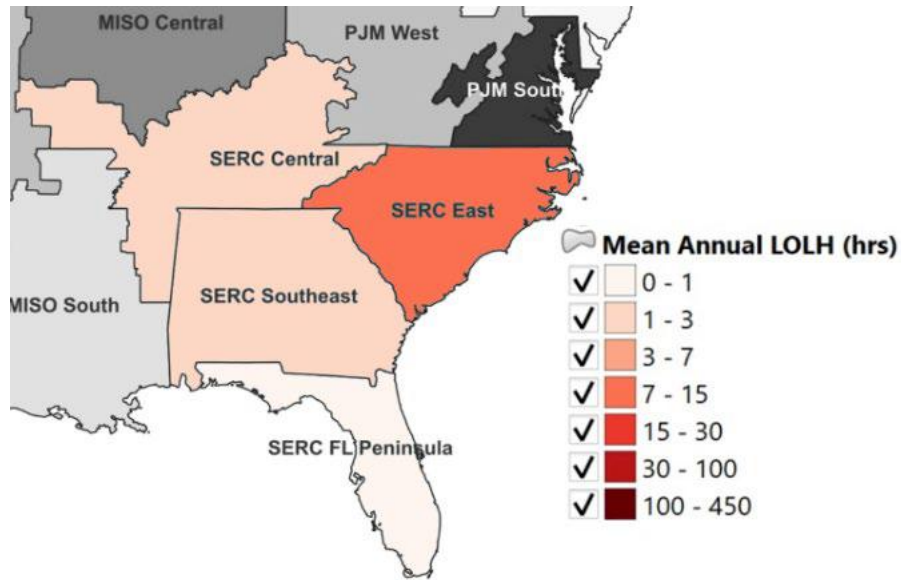 MISO Central
PJM West
PJM South
SERC Central
SERC East
Mean Annual LOLH (hrs)
0 - 1
SERC Southeast
MISO South
1 - 3
3 - 7
7 - 15
SERC FL Peninsula
15 - 30
30 - 100
100 - 450